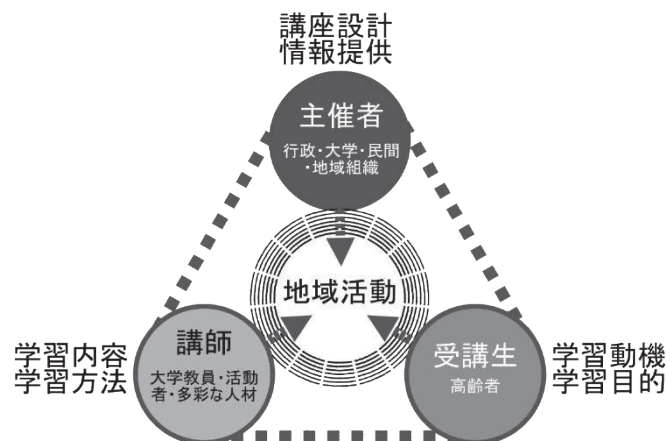 講座設計
情報提供
主催者
行政・大学・民間
・地域組織
地域活動
講師
大学教員・活動
者・多彩な人材
学習内容
学習方法
受講生
高齢者
学習動機
学習目的